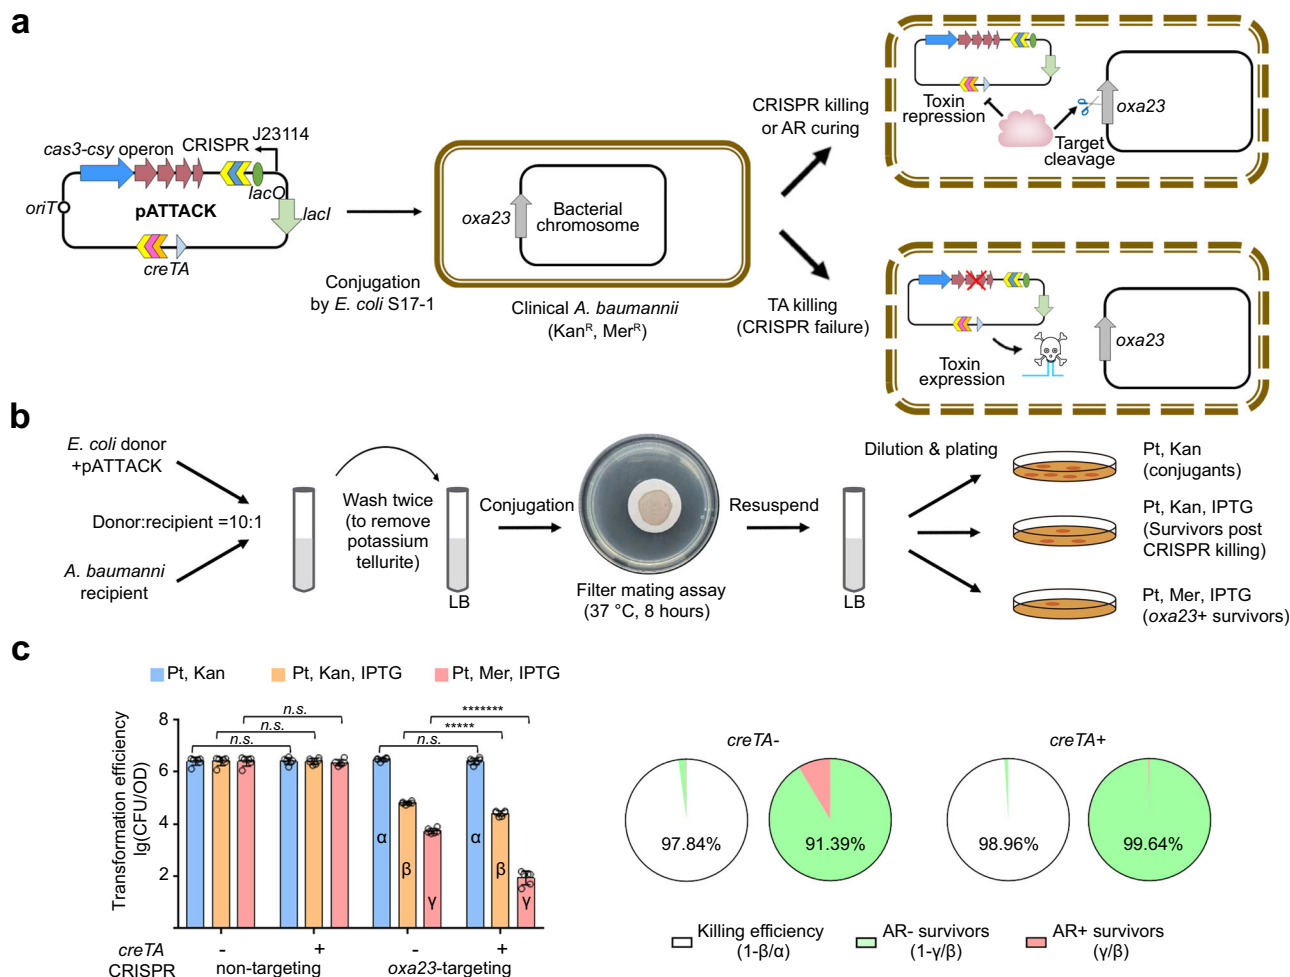 a
J23114
CRISPR
cas3-csy operon
lacO
oriT
pATTACK
lacI
creTA
Conjugation
by E. coli S17-1
oxa23
Bacterial
chromosome
Clinical A. baumannii
(Kanᴿ, Merᴿ)
CRISPR killing
or AR curing
Toxin
repression
Target
cleavage
oxa23
TA killing
(CRISPR failure)
Toxin
expression
oxa23
b
E. coli donor
+pATTACK
Donor:recipient =10:1
A. baumanni
recipient
Wash twice
(to remove
potassium
tellurite)
LB
Conjugation
Filter mating assay
(37 °C, 8 hours)
Resuspend
LB
Dilution & plating
Pt, Kan
(conjugants)
Pt, Kan, IPTG
(Survivors post
CRISPR killing)
Pt, Mer, IPTG
(oxa23+ survivors)
c
Pt, Kan
Pt, Kan, IPTG
Pt, Mer, IPTG
Transformation efficiency
lg(CFU/OD)
8
6
4
2
n.s.
n.s.
n.s.
*******
*****
n.s.
α
β
γ
α
β
γ
creTA - + - +
CRISPR non-targeting oxa23-targeting
creTA-
creTA+
97.84%
91.39%
98.96%
99.64%
Killing efficiency
(1-β/α)
AR- survivors
(1-γ/β)
AR+ survivors
(γ/β)